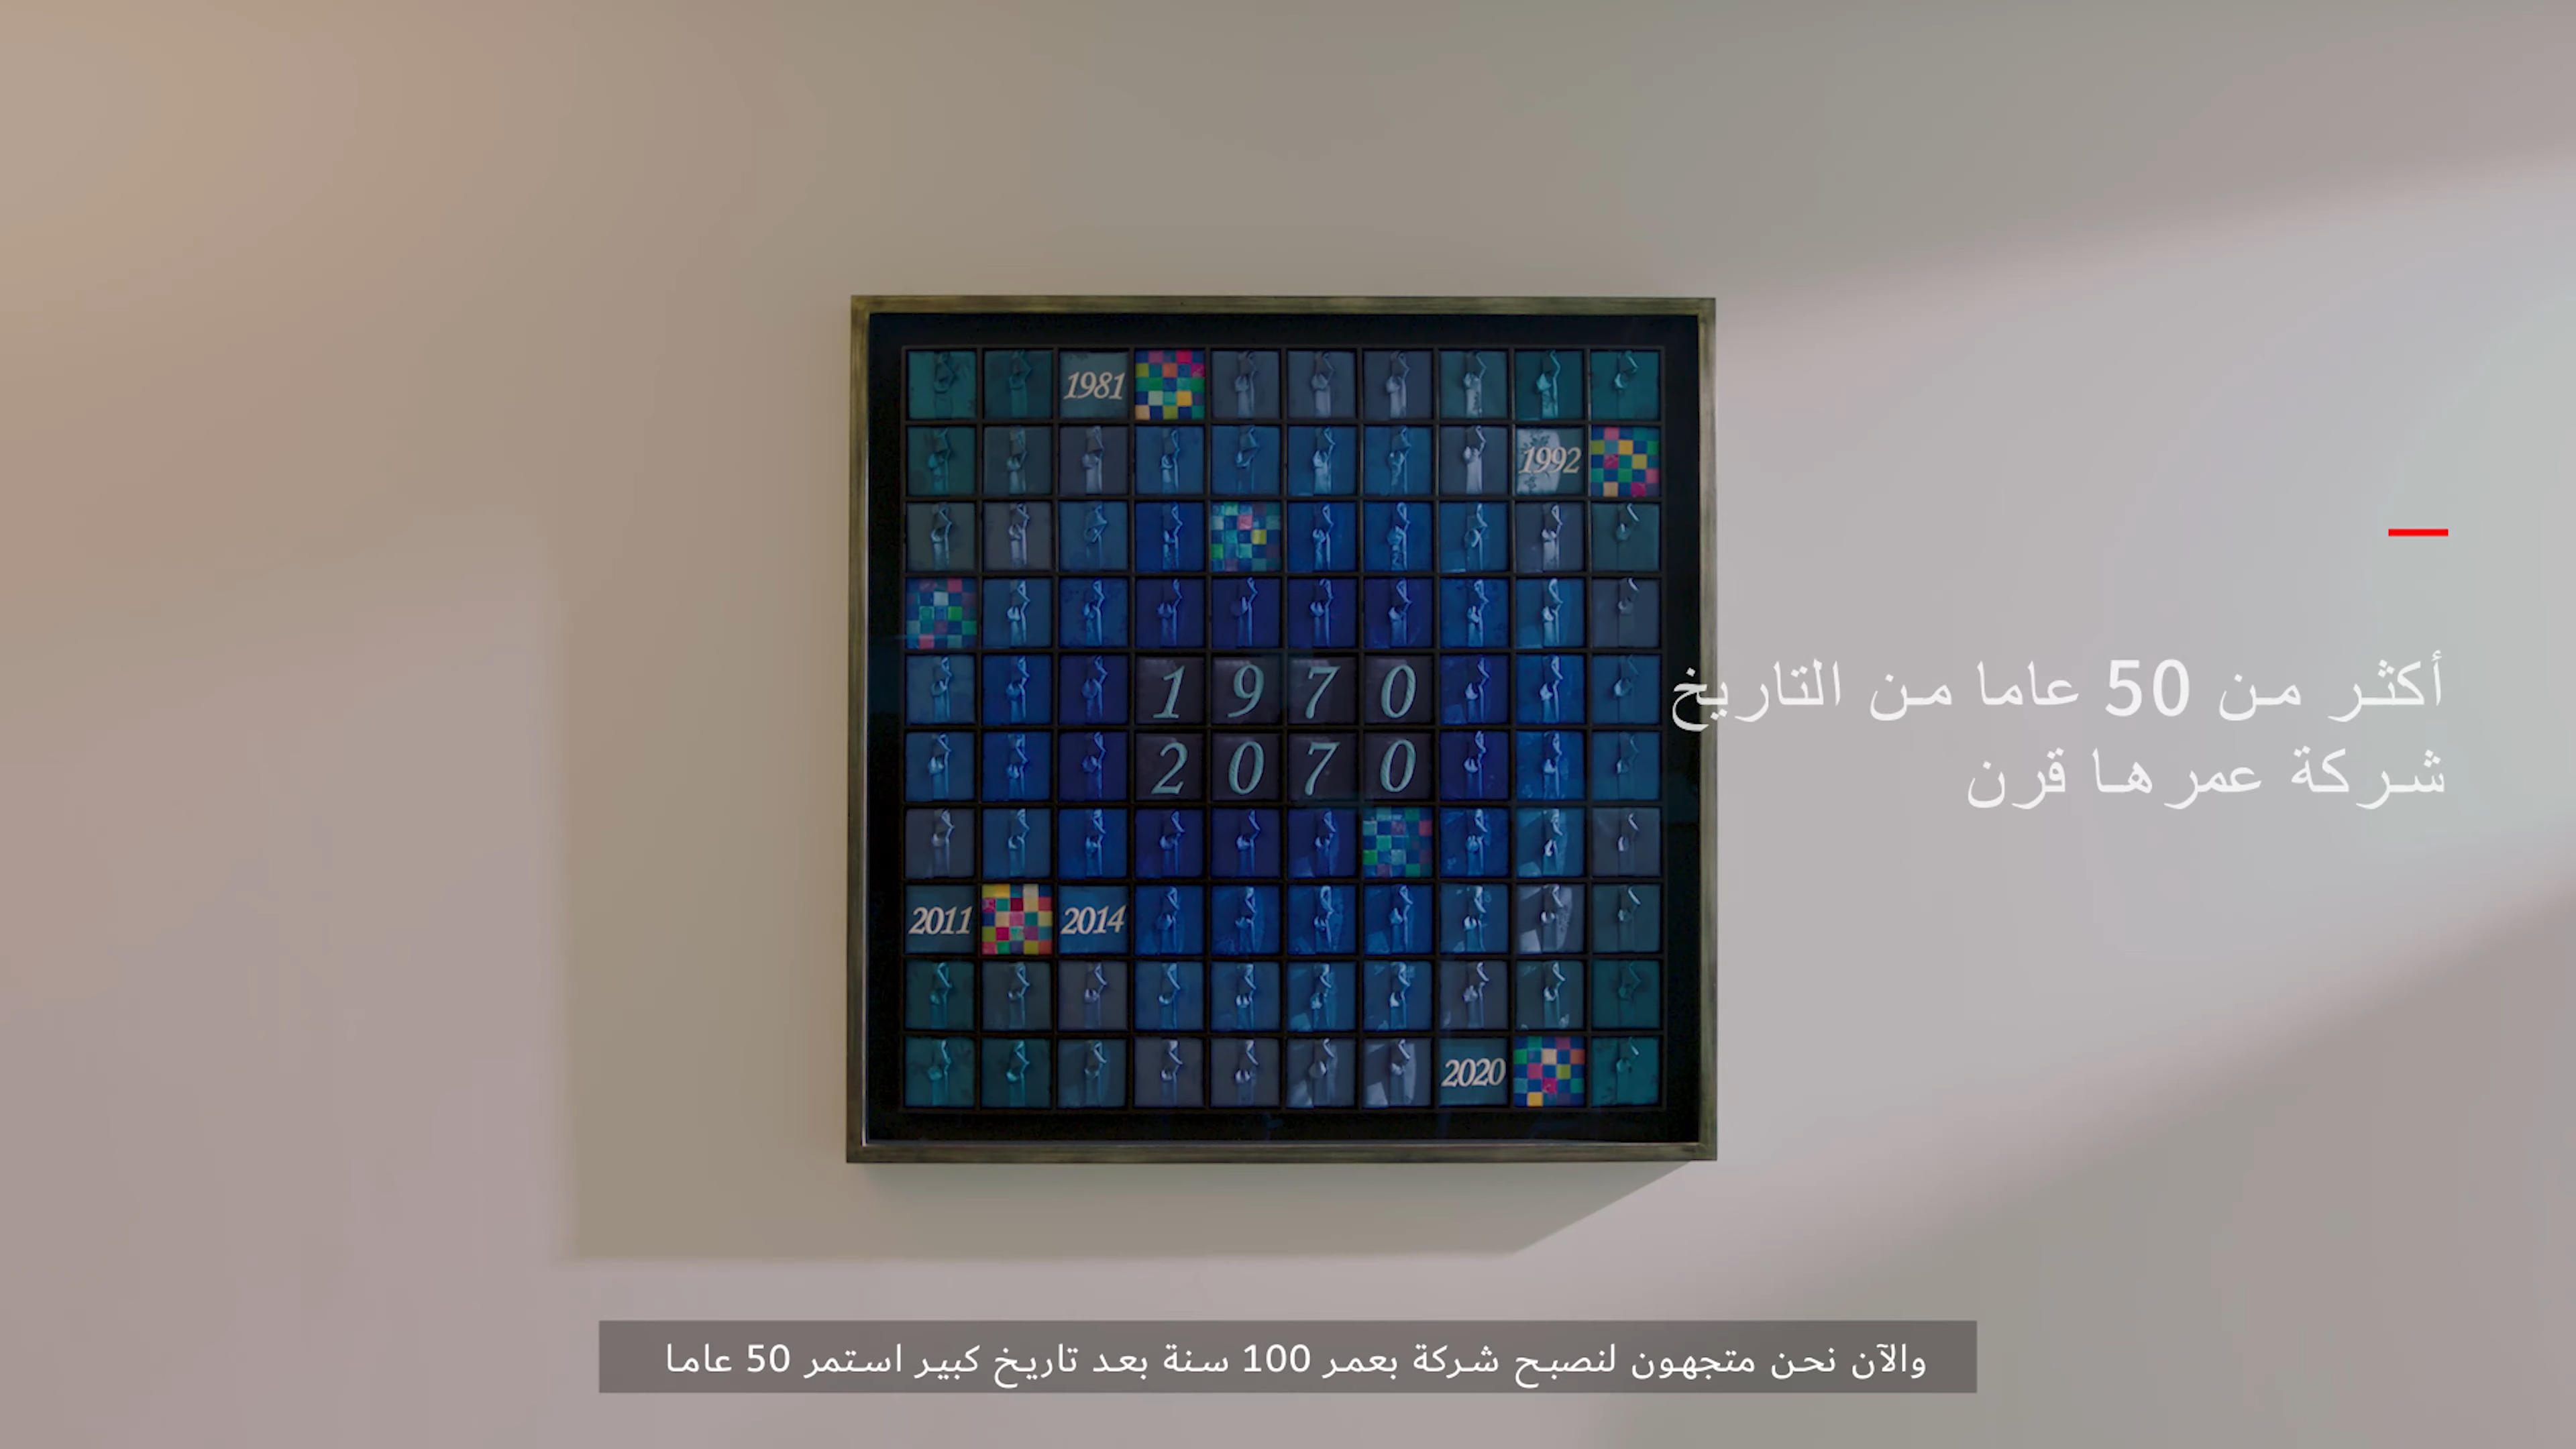 1981
1992
1970
2070
2011
2014
2020
أكثر من 50 عاما من التاريخ
شركة عمرها قرن
والآن نحن متجهون لنصبح شركة بعمر 100 سنة بعد تاريخ كبير استمر 50 عاما